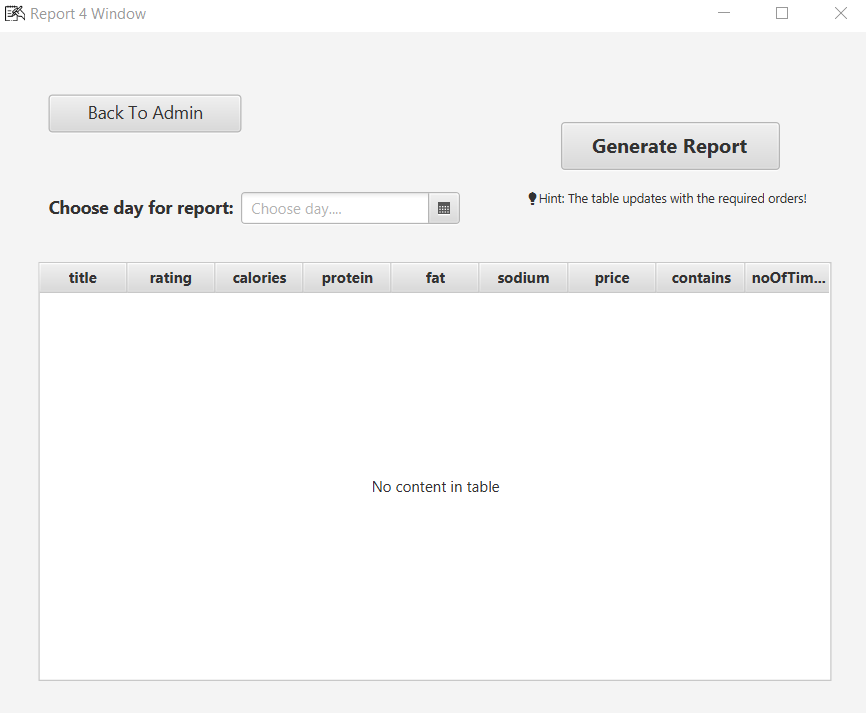 Report 4 Window
Back To Admin
Generate Report
Choose day for report:
Choose day....
Hint: The table updates with the required orders!
title rating calories protein fat sodium price contains noOfTim...
No content in table